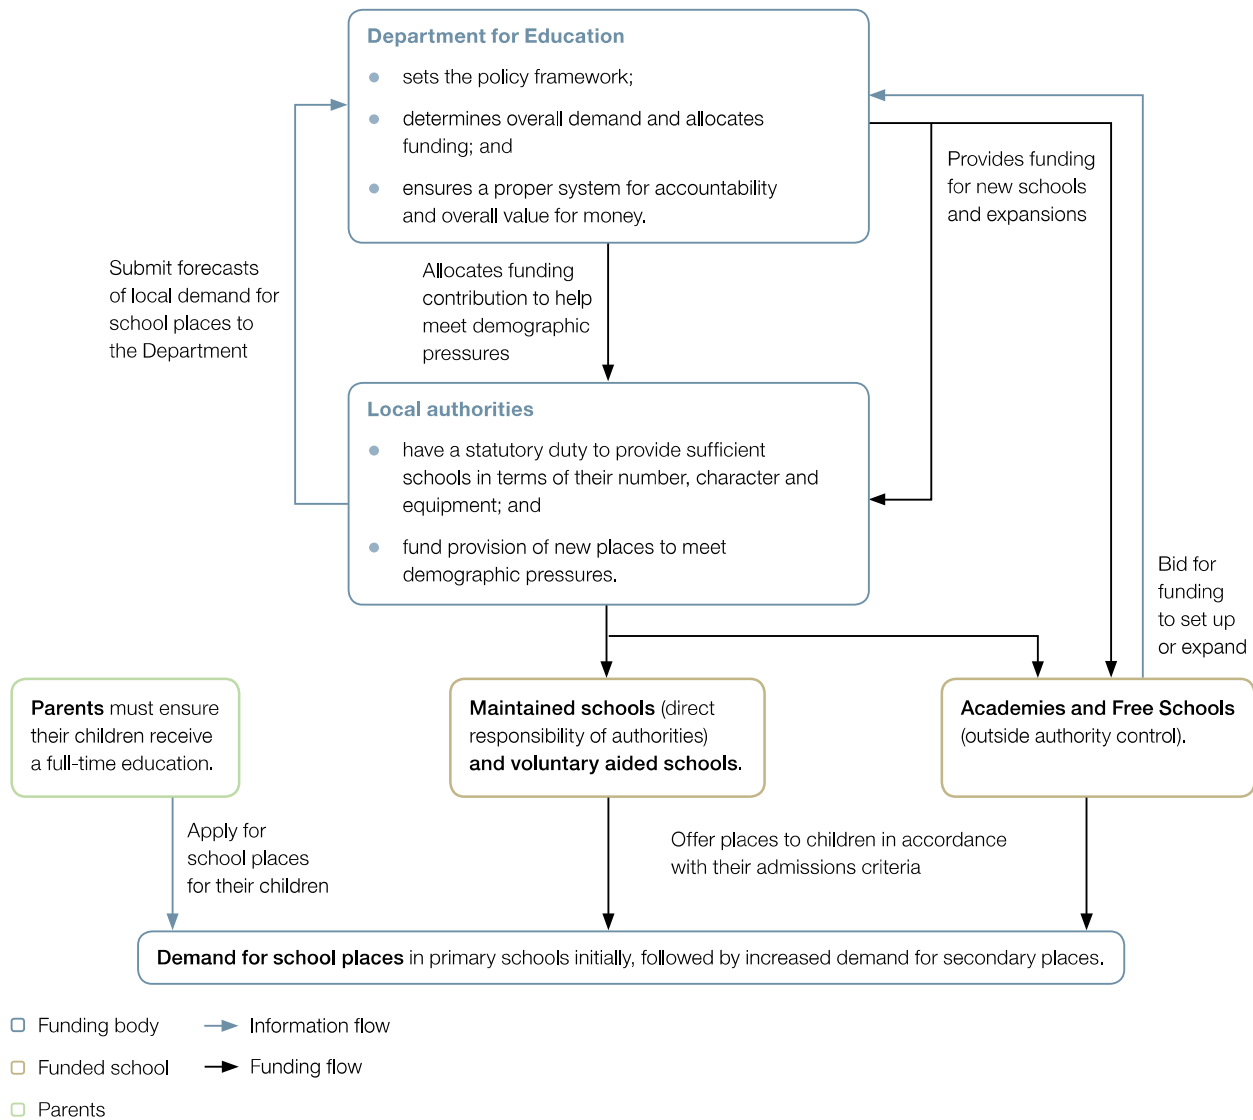 Department for Education
sets the policy framework;
determines overall demand and allocates
funding; and
ensures a proper system for accountability
and overall value for money.
Provides funding
for new schools
and expansions
Submit forecasts
of local demand for
school places to
the Department
Allocates funding
contribution to help
meet demographic
pressures
Local authorities
have a statutory duty to provide sufficient
schools in terms of their number, character and
equipment; and
fund provision of new places to meet
demographic pressures.
Bid for
funding
to set up
or expand
Parents must ensure
their children receive
a full-time education.
Maintained schools (direct
responsibility of authorities)
and voluntary aided schools.
Academies and Free Schools
(outside authority control).
Apply for
school places
for their children
Offer places to children in accordance
with their admissions criteria
Demand for school places in primary schools initially, followed by increased demand for secondary places.
Funding body
Information flow
Funded school
Funding flow
Parents